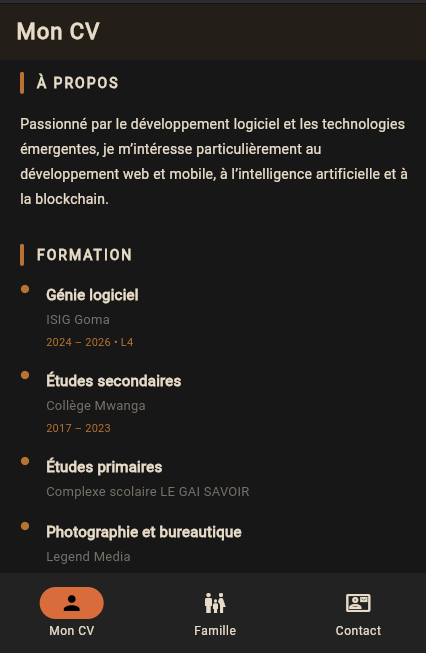 Mon CV
À PROPOS
Passionné par le développement logiciel et les technologies
émergentes, je m’intéresse particulièrement au
développement web et mobile, à l’intelligence artificielle et à
la blockchain.
FORMATION
Génie logiciel
ISIG Goma
2024 – 2026 • L4
Études secondaires
Collège Mwanga
2017 – 2023
Études primaires
Complexe scolaire LE GAI SAVOIR
Photographie et bureautique
Legend Media
Mon CV Famille Contact